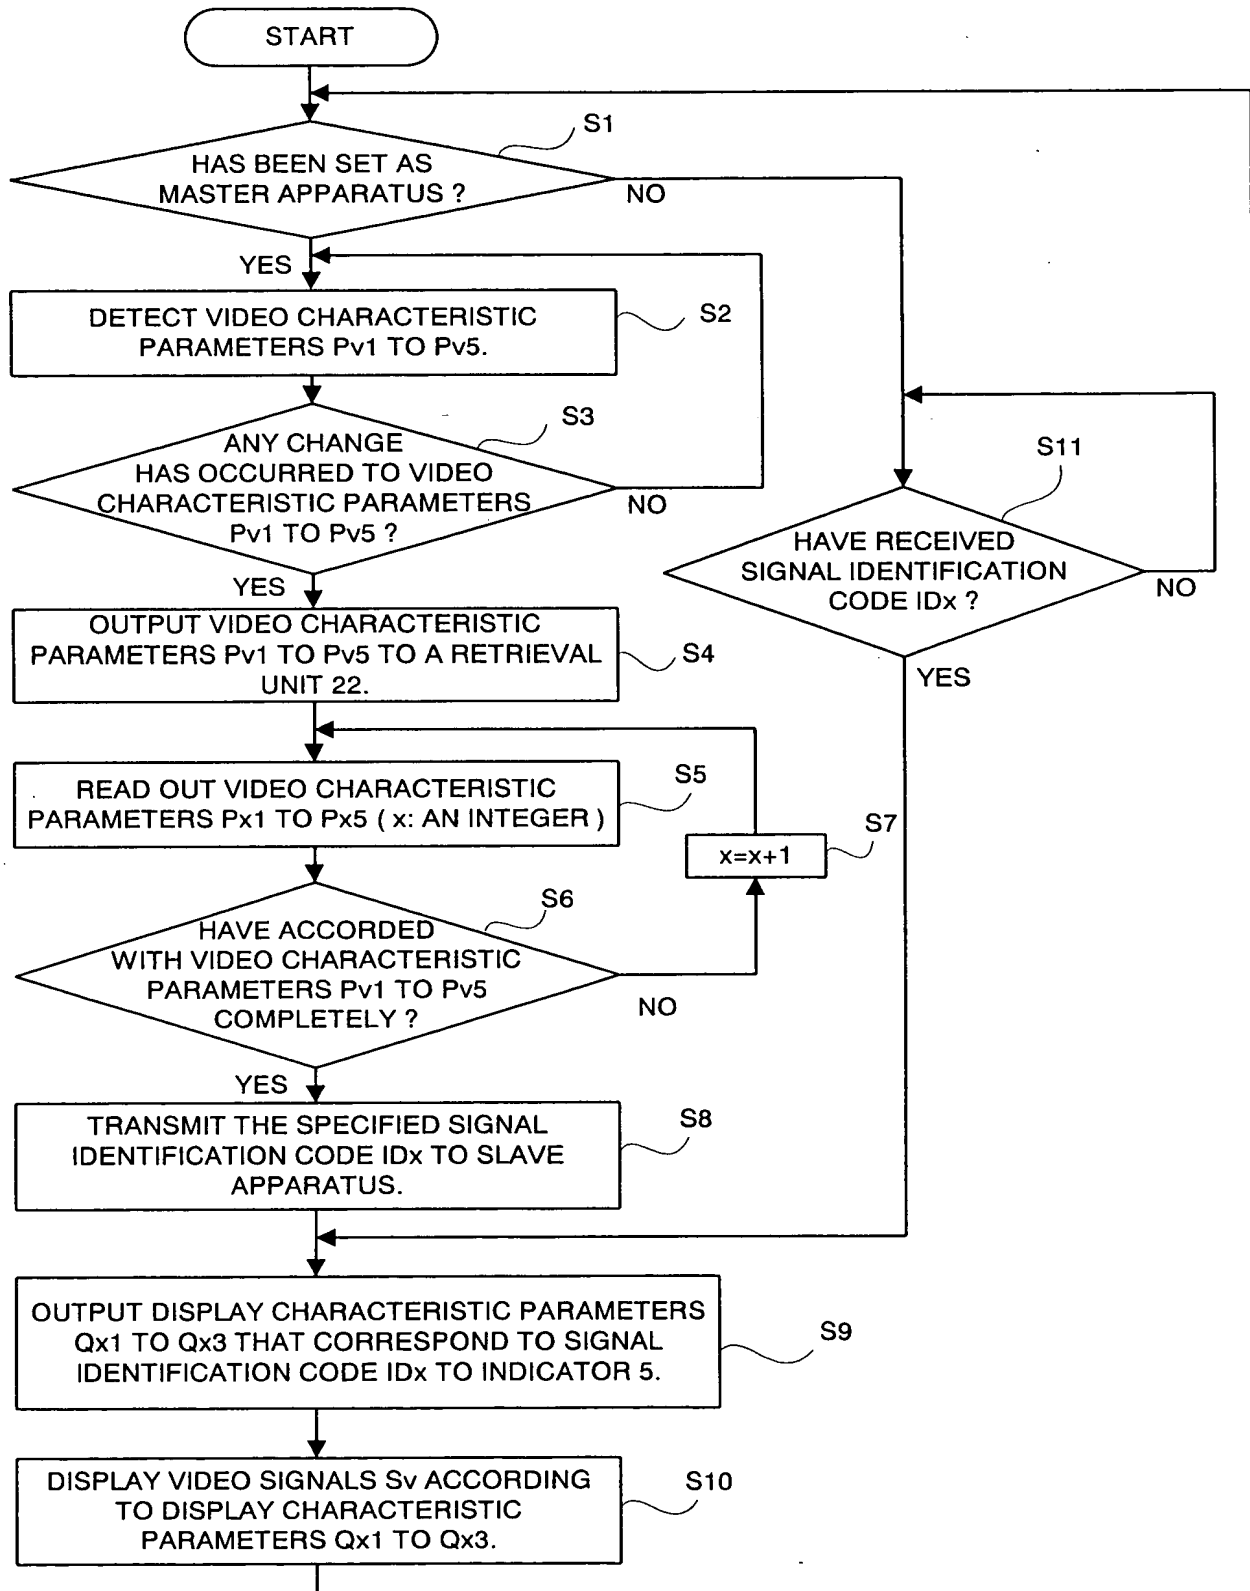 START
S1
HAS BEEN SET AS
MASTER APPARATUS ?
NO
YES
DETECT VIDEO CHARACTERISTIC
PARAMETERS Pv1 TO Pv5.
S2
S3
ANY CHANGE
HAS OCCURRED TO VIDEO
CHARACTERISTIC PARAMETERS
Pv1 TO Pv5 ?
NO
YES
S11
HAVE RECEIVED
SIGNAL IDENTIFICATION
CODE IDx ?
NO
YES
OUTPUT VIDEO CHARACTERISTIC
PARAMETERS Pv1 TO Pv5 TO A RETRIEVAL
UNIT 22.
S4
READ OUT VIDEO CHARACTERISTIC
PARAMETERS Px1 TO Px5 ( x: AN INTEGER )
S5
S7
x=x+1
S6
HAVE ACCORDED
WITH VIDEO CHARACTERISTIC
PARAMETERS Pv1 TO Pv5
COMPLETELY ?
NO
YES
TRANSMIT THE SPECIFIED SIGNAL
IDENTIFICATION CODE IDx TO SLAVE
APPARATUS.
S8
OUTPUT DISPLAY CHARACTERISTIC PARAMETERS
Qx1 TO Qx3 THAT CORRESPOND TO SIGNAL
IDENTIFICATION CODE IDx TO INDICATOR 5.
S9
DISPLAY VIDEO SIGNALS Sv ACCORDING
TO DISPLAY CHARACTERISTIC
PARAMETERS Qx1 TO Qx3.
S10